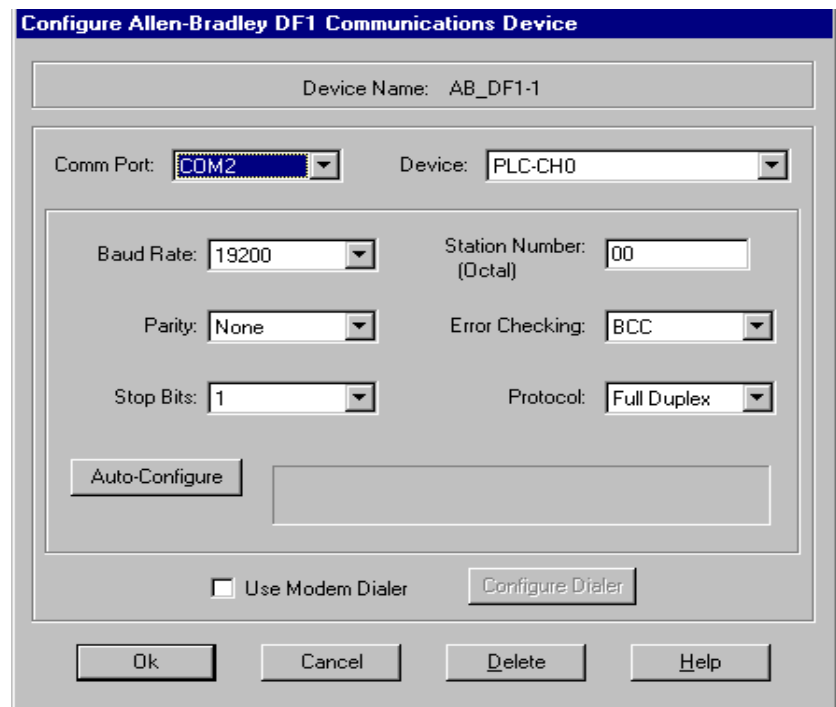 Configure Allen-Bradley DF1 Communications Device
Device Name: AB_DF1-1
Comm Port: COM2 Device: PLC-CH0
Baud Rate: 19200 Station Number: 00
(Octal)
Parity: None Error Checking: BCC
Stop Bits: 1 Protocol: Full Duplex
Auto-Configure
Use Modem Dialer Configure Dialer
Ok Cancel Delete Help